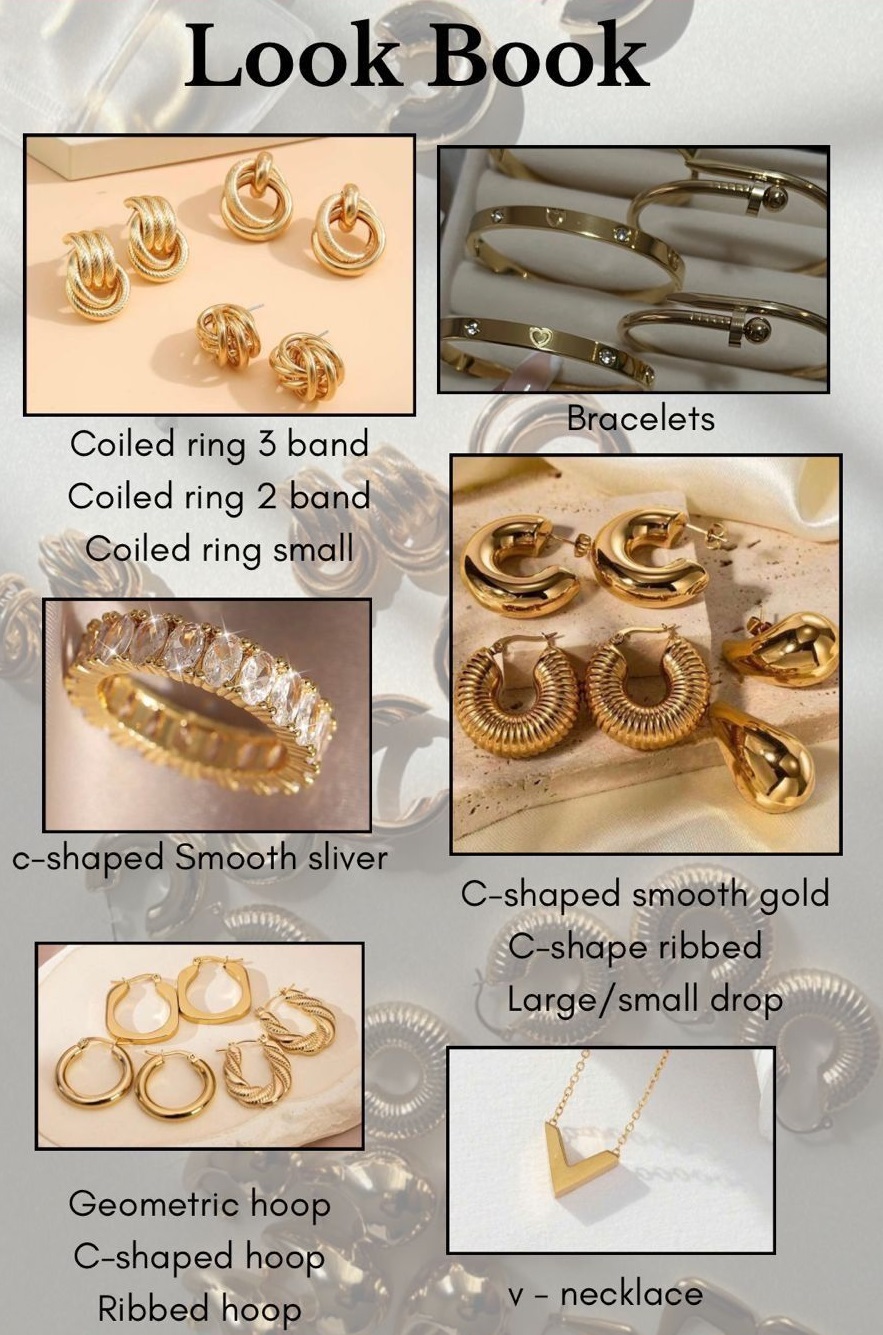 Look Book
Coiled ring 3 band
Coiled ring 2 band
Coiled ring small
Bracelets
c-shaped Smooth sliver
C-shaped smooth gold
C-shape ribbed
Large/small drop
Geometric hoop
C-shaped hoop
Ribbed hoop
v - necklace